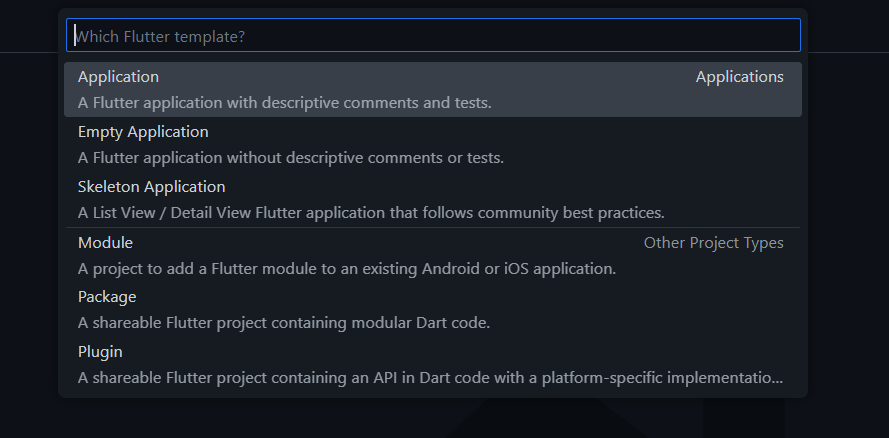 Which Flutter template?
Application Applications
A Flutter application with descriptive comments and tests.
Empty Application
A Flutter application without descriptive comments or tests.
Skeleton Application
A List View / Detail View Flutter application that follows community best practices.
Module Other Project Types
A project to add a Flutter module to an existing Android or iOS application.
Package
A shareable Flutter project containing modular Dart code.
Plugin
A shareable Flutter project containing an API in Dart code with a platform-specific implementatio...